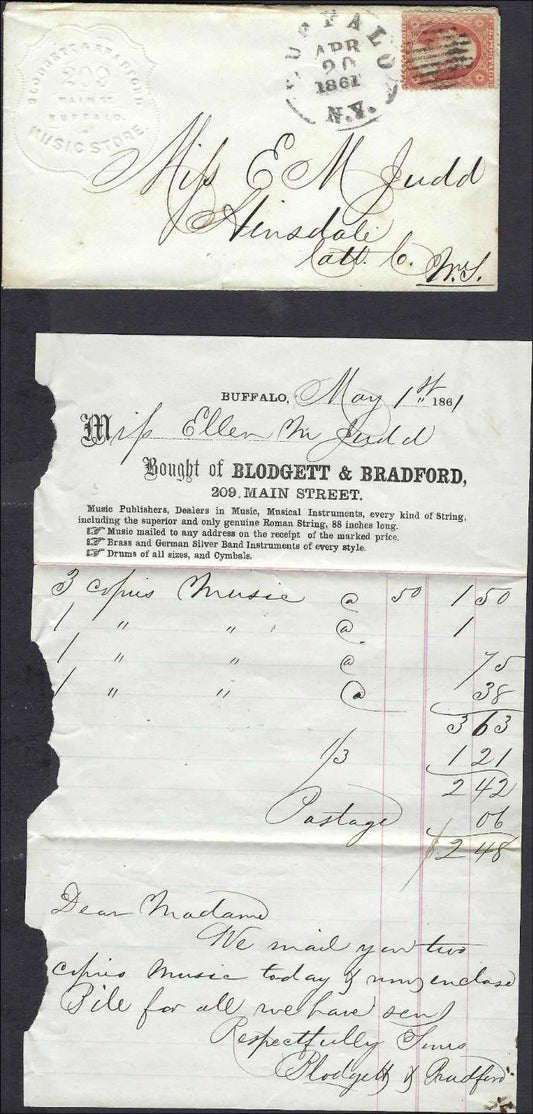 BLODGETT & BRADFORD.
209
MAIN ST.
BUFFALO.
MUSIC STORE.
BUFFALO
APR
20
1861
N.Y.
Miss E M Judd
Hinsdale
Catt. Co. N.Y.
BUFFALO, May 1st 1861
Miss Ellen M Judd
Bought of BLODGETT & BRADFORD,
209. MAIN STREET.
Music Publishers, Dealers in Music, Musical Instruments, every kind of String,
including the superior and only genuine Roman String, 88 inches long.
☞ Music mailed to any address on the receipt of the marked price.
☞ Brass and German Silver Band Instruments of every style.
☞ Drums of all sizes, and Cymbals.
3 copies Music @ 50 1 50
1 " " @ 1
1 " " @ 75
1 " " @ 38
3 63
1/3 1 21
2 42
Postage 06
$2 48
Dear Madame
We mail you two
copies Music today & now enclose
Bile for all we have sent
Respectfully Yours
Blodgett & Bradford